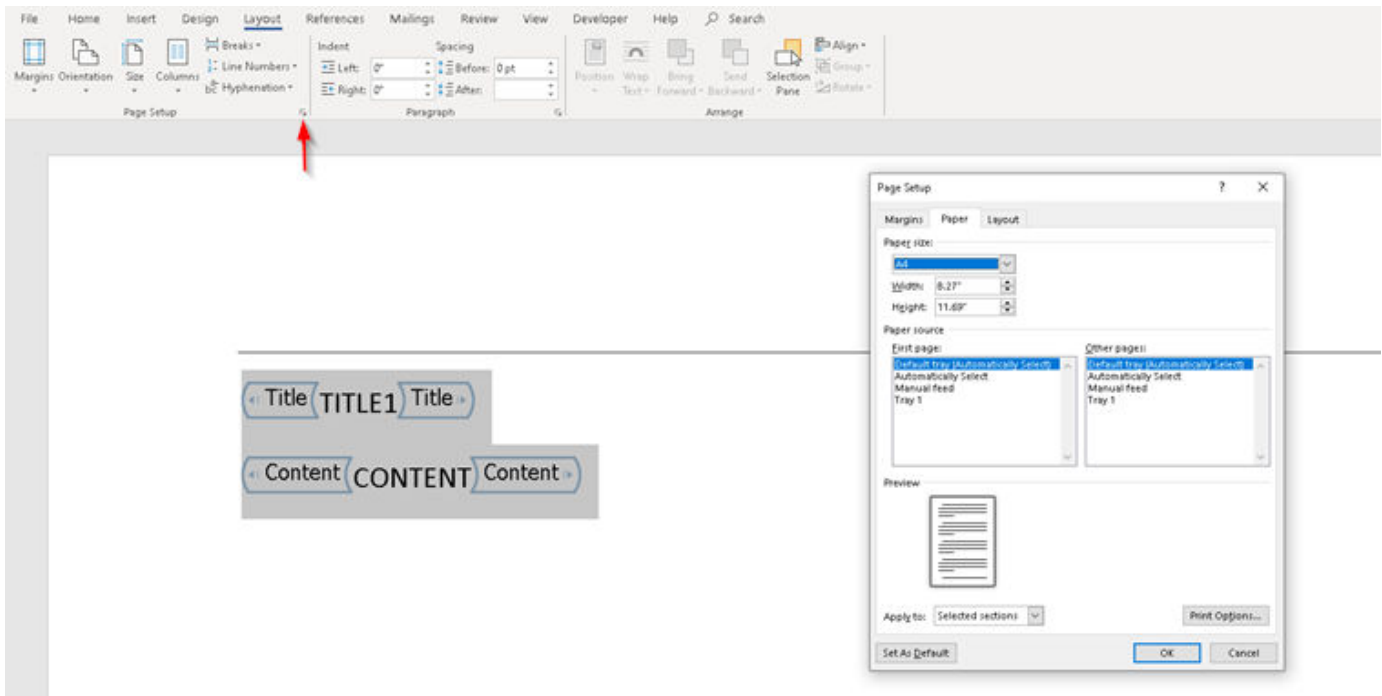 File Home Insert Design Layout References Mailings Review View Developer Help Search
Breaks
Line Numbers
Hyphenation
Margins Orientation Size Columns
Page Setup
Indent Spacing
Left: 0" Before: 0 pt
Right: 0" After:
Paragraph
Position Wrap Text Bring Forward Send Backward Selection Pane
Align
Group
Rotate
Arrange
Title TITLE1 Title
Content CONTENT Content
Page Setup ? X
Margins Paper Layout
Paper size:
A4
Width: 8.27"
Height: 11.69"
Paper source
First page: Other pages:
Default tray (Automatically Select) Default tray (Automatically Select)
Automatically Select Automatically Select
Manual feed Manual feed
Tray 1 Tray 1
Preview
Apply to: Selected sections Print Options...
Set As Default OK Cancel